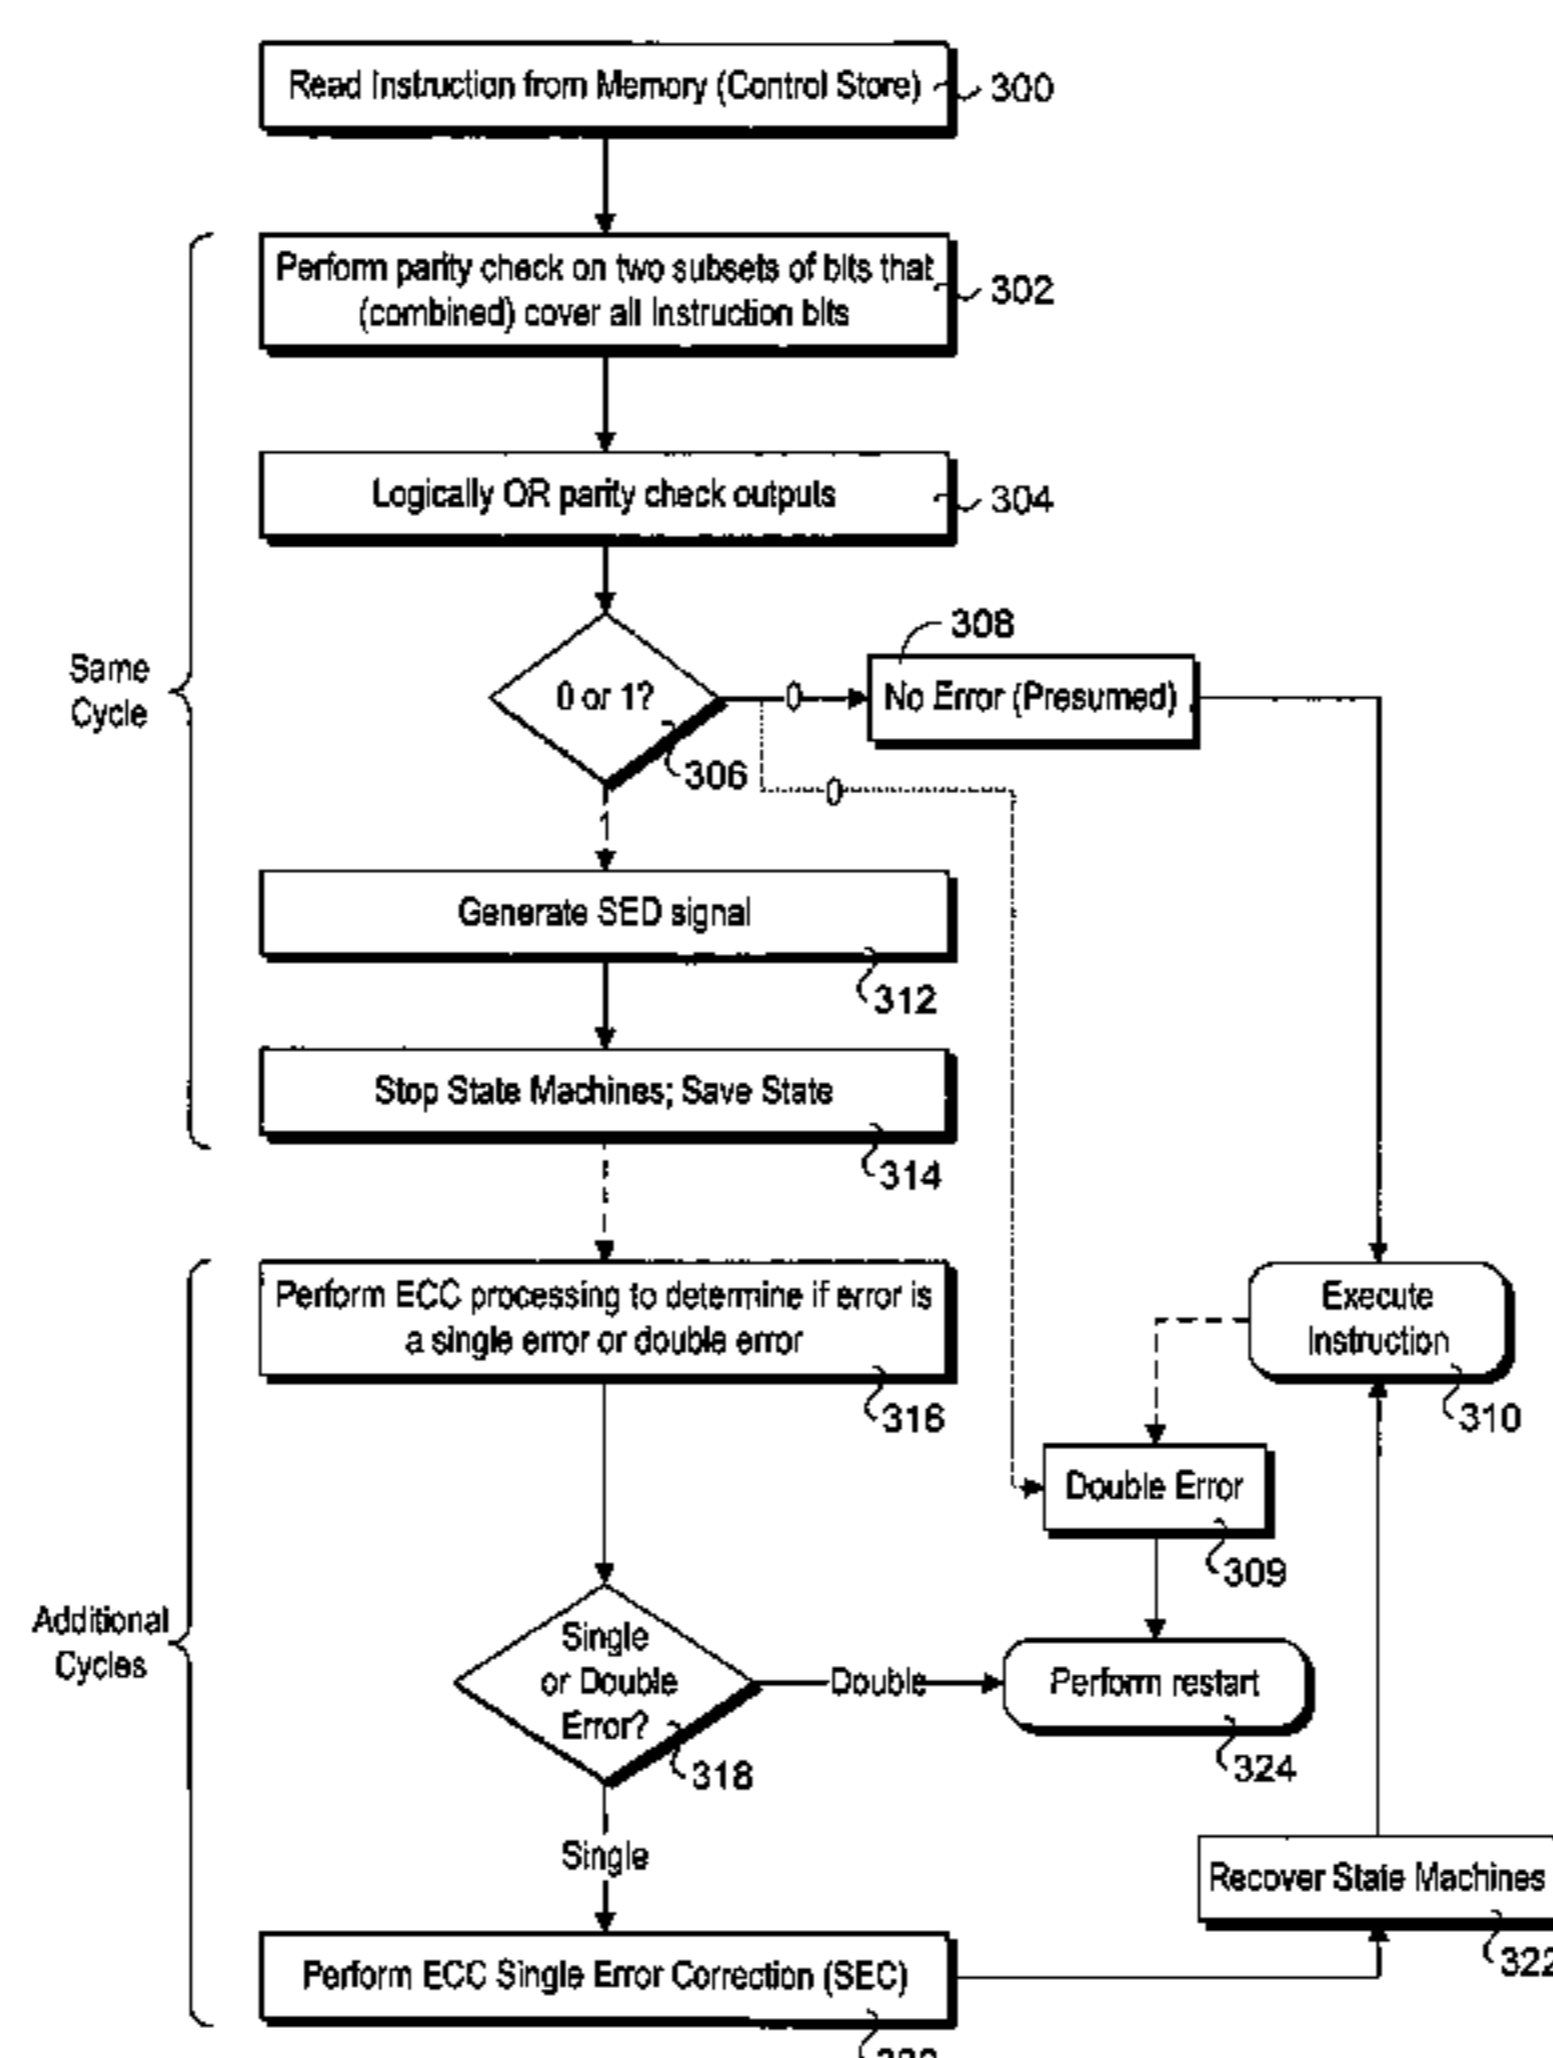 Read Instruction from Memory (Control Store)
300
Perform parity check on two subsets of bits that
(combined) cover all Instruction bits
302
Logically OR parity check outputs
304
Same
Cycle
0 or 1?
306
0
308
No Error (Presumed)
0
1
Generate SED signal
312
Stop State Machines; Save State
314
Perform ECC processing to determine if error is
a single error or double error
316
Execute
Instruction
310
Double Error
309
Additional
Cycles
Single
or Double
Error?
318
Double
Perform restart
324
Single
Recover State Machines
322
Perform ECC Single Error Correction (SEC)